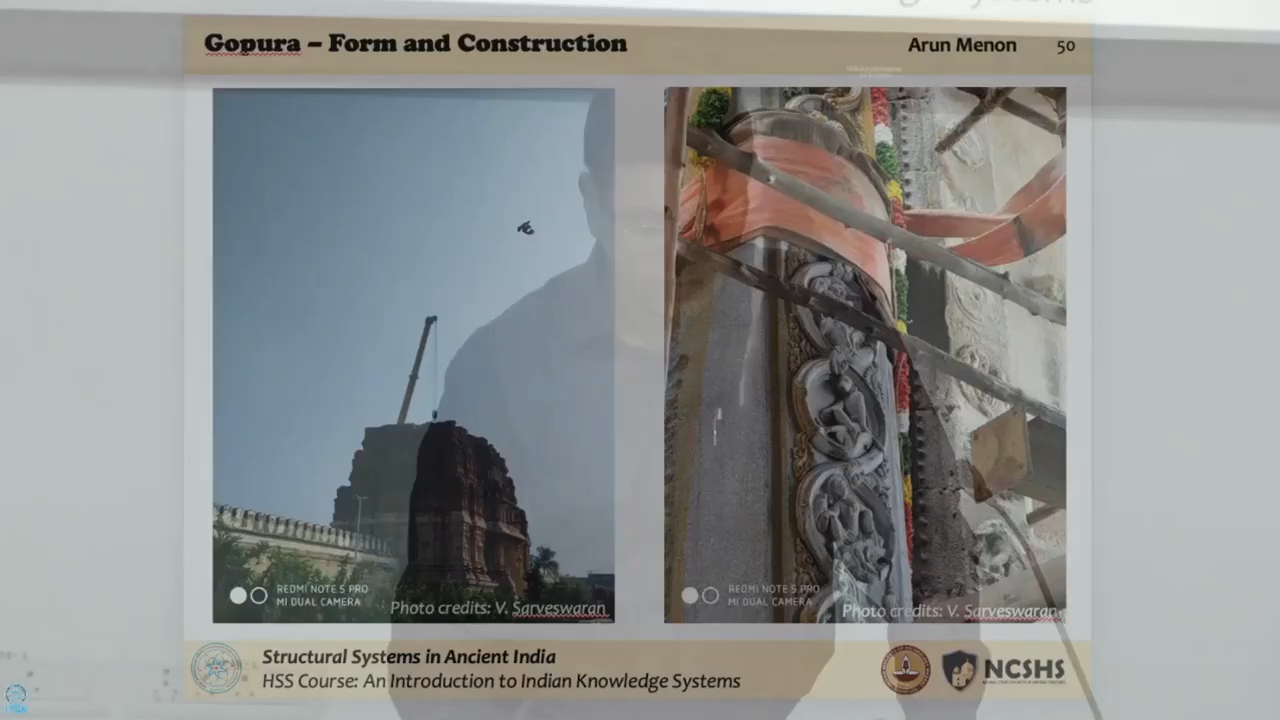 Gopura – Form and Construction
Arun Menon
50
REDMI NOTE 5 PRO
MI DUAL CAMERA
Photo credits: V. Sarveswaran
REDMI NOTE 5 PRO
MI DUAL CAMERA
Photo credits: V. Sarveswaran
Structural Systems in Ancient India
HSS Course: An Introduction to Indian Knowledge Systems
NCSHS